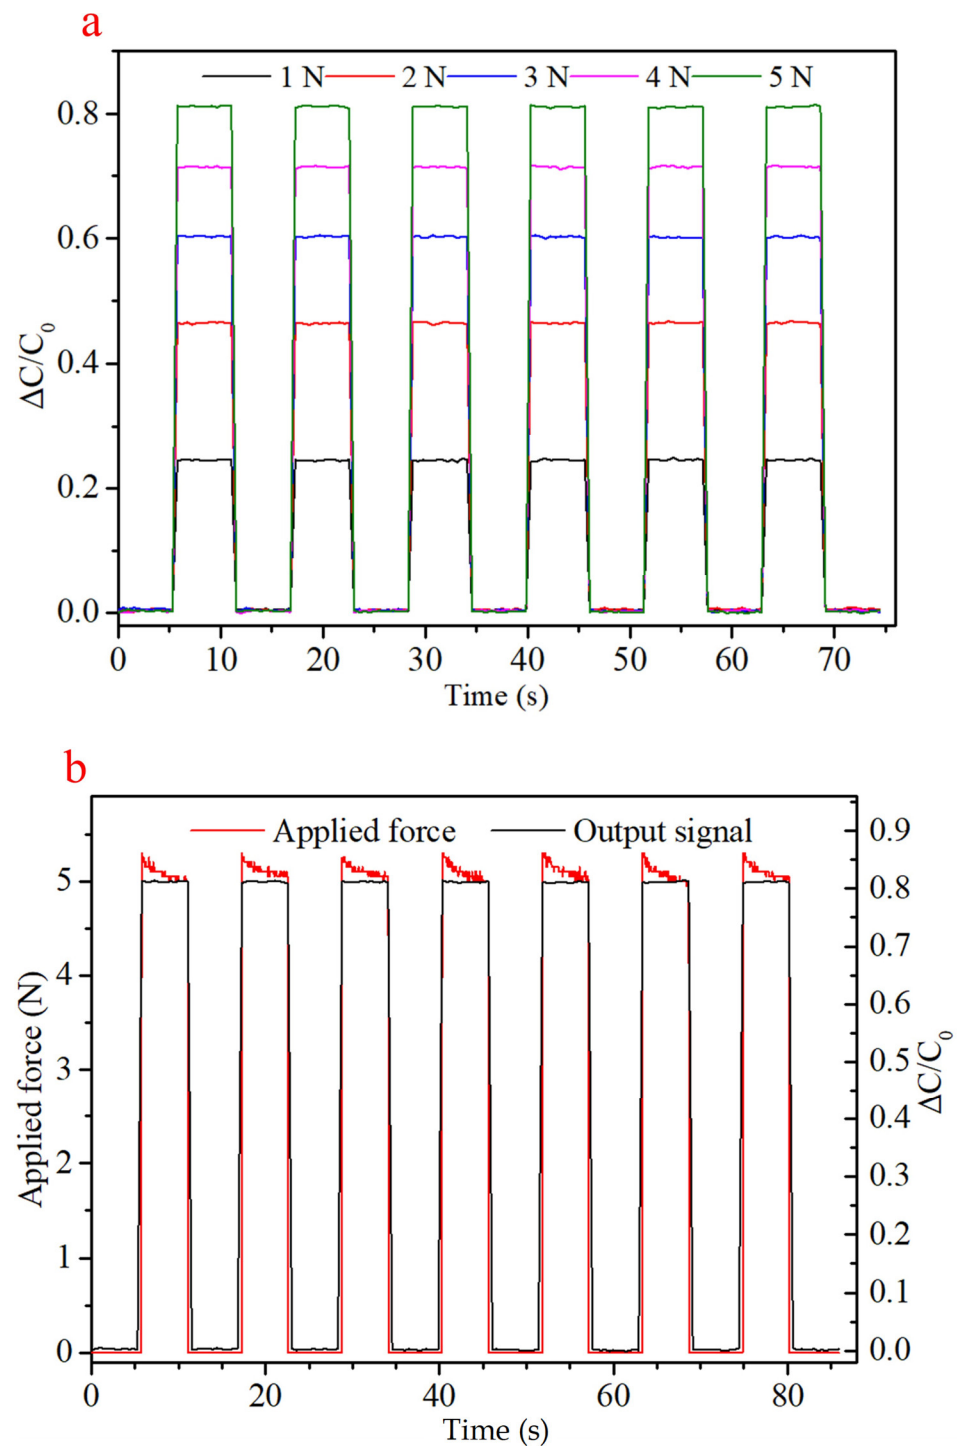 a
1 N 2 N 3 N 4 N 5 N
0.8
0.6
0.4
0.2
0.0
ΔC/C0
0 10 20 30 40 50 60 70
Time (s)
b
Applied force Output signal
5
4
3
2
1
0
Applied force (N)
0.9
0.8
0.7
0.6
0.5
0.4
0.3
0.2
0.1
0.0
ΔC/C0
0 20 40 60 80
Time (s)